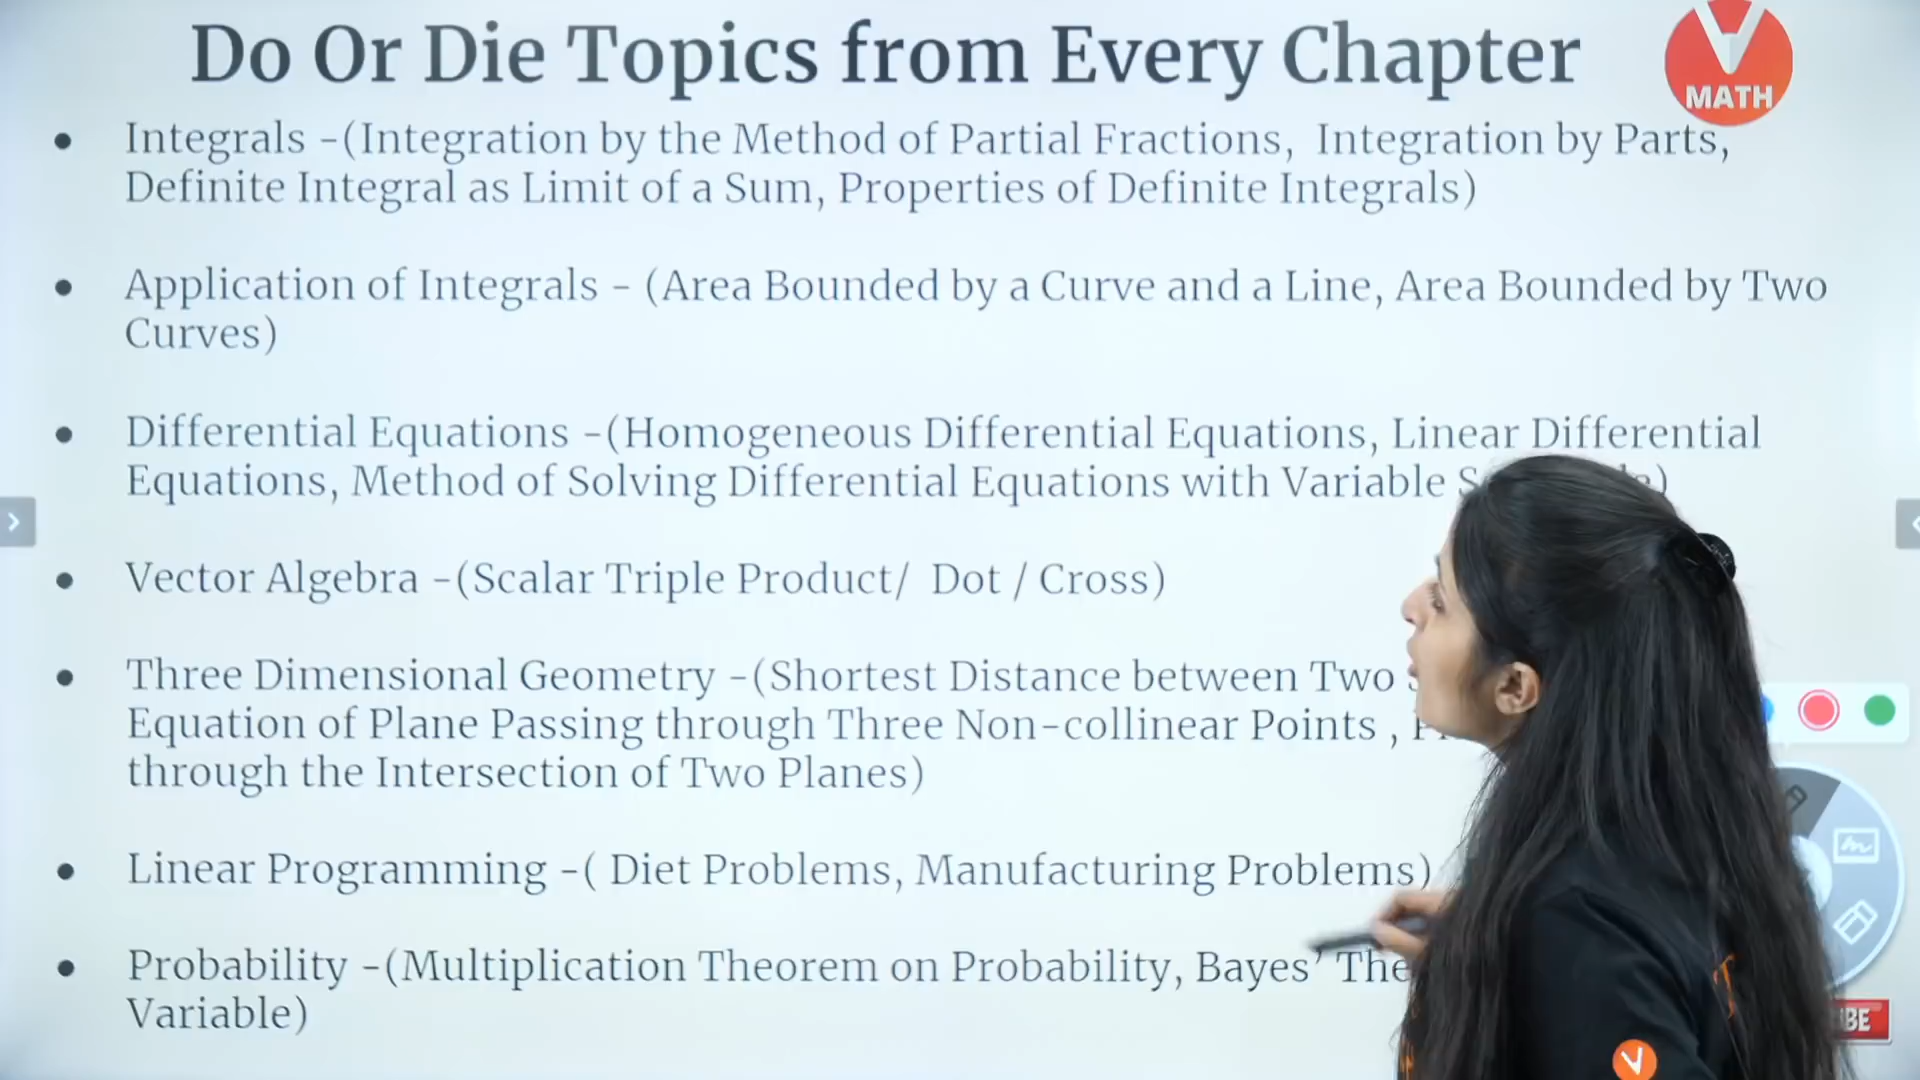 Do Or Die Topics from Every Chapter
MATH
Integrals -(Integration by the Method of Partial Fractions, Integration by Parts,
Definite Integral as Limit of a Sum, Properties of Definite Integrals)
Application of Integrals - (Area Bounded by a Curve and a Line, Area Bounded by Two
Curves)
Differential Equations -(Homogeneous Differential Equations, Linear Differential
Equations, Method of Solving Differential Equations with Variable
Vector Algebra -(Scalar Triple Product/ Dot / Cross)
Three Dimensional Geometry -(Shortest Distance between Two
Equation of Plane Passing through Three Non-collinear Points ,
through the Intersection of Two Planes)
Linear Programming -( Diet Problems, Manufacturing Problems)
Probability -(Multiplication Theorem on Probability, Bayes'
Variable)